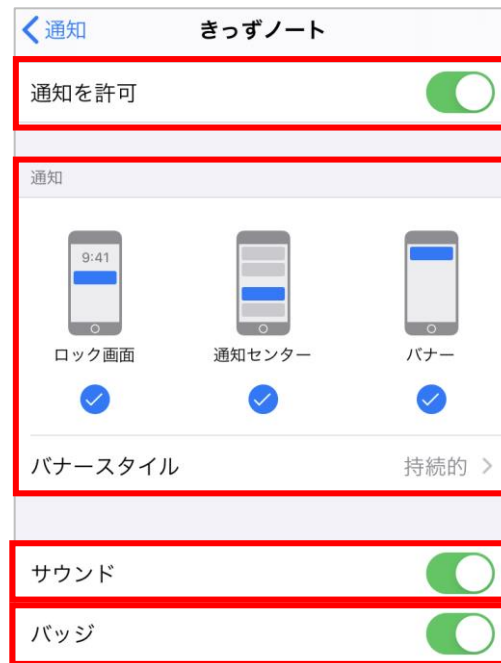 通知 きっずノート
通知を許可
通知
9:41
ロック画面 通知センター バナー
バナースタイル 持続的
サウンド
バッジ